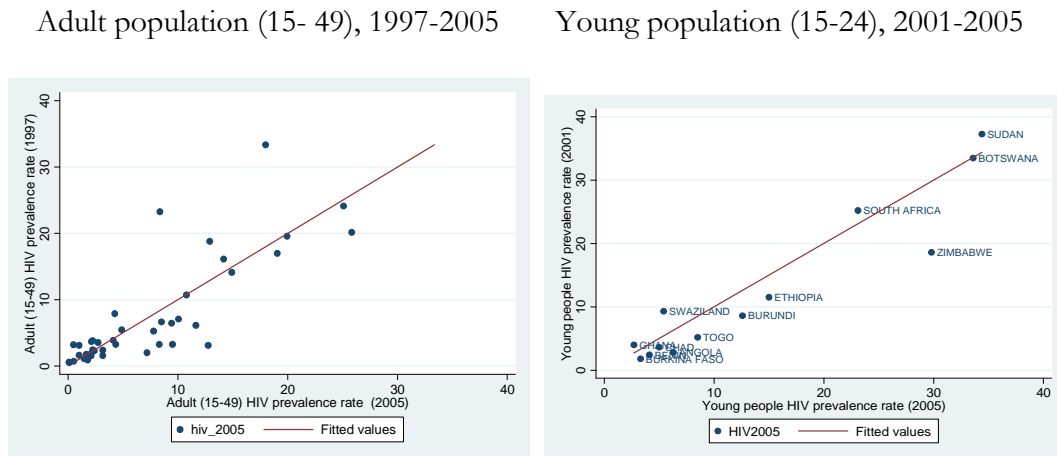 Adult population (15- 49), 1997-2005
Adult (15-49) HIV prevalence rate (1997)
40
30
20
10
0
0 10 20 30 40
Adult (15-49) HIV prevalence rate (2005)
hiv_2005 Fitted values
Young population (15-24), 2001-2005
Young people HIV prevalence rate (2001)
40
30
20
10
0
SUDAN
BOTSWANA
SOUTH AFRICA
ZIMBABWE
ETHIOPIA
SWAZILAND
BURUNDI
TOGO
GHANA
CHAD
ANGOLA
BENIN
BURKINA FASO
0 10 20 30 40
Young people HIV prevalence rate (2005)
HIV2005 Fitted values